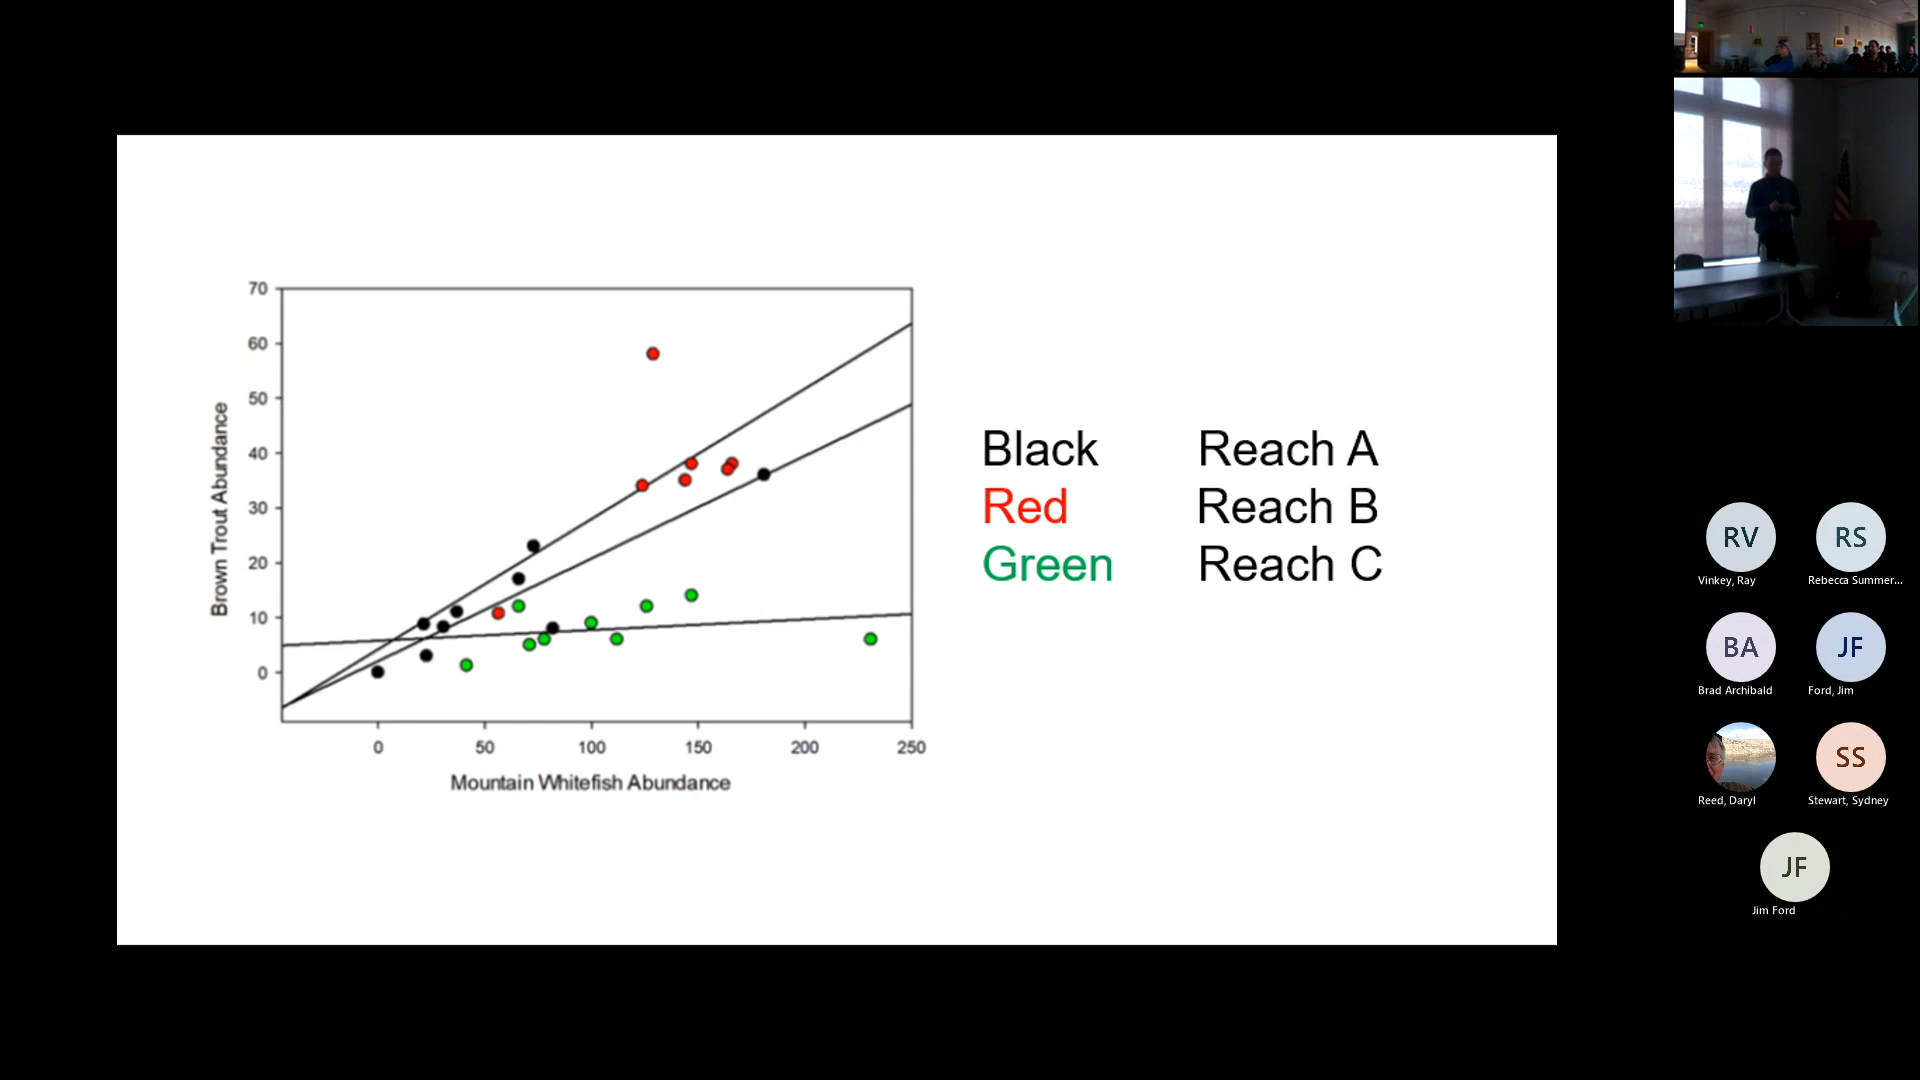 70
60
50
40
30
20
10
0
Brown Trout Abundance
0 50 100 150 200 250
Mountain Whitefish Abundance
Black Reach A
Red Reach B
Green Reach C
RV RS
Vinkey, Ray Rebecca Summer...
BA JF
Brad Archibald Ford, Jim
SS
Reed, Daryl Stewart, Sydney
JF
Jim Ford